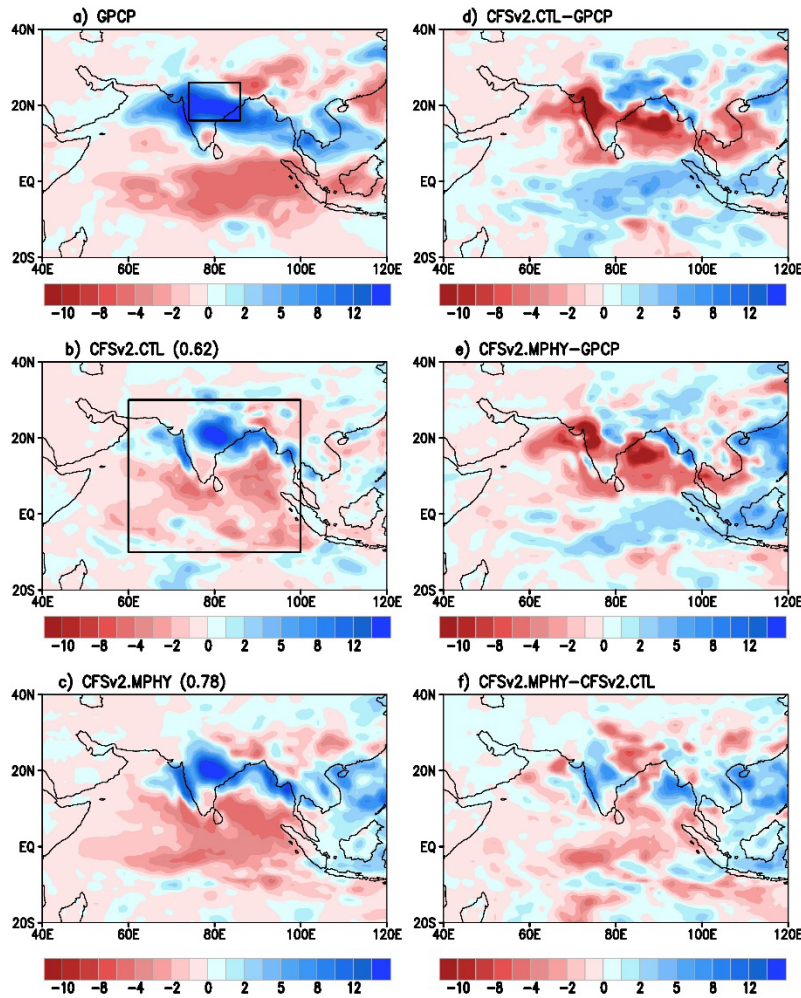 a) GPCP
40N
20N
EQ
20S
40E 60E 80E 100E 120E
-10 -8 -4 -2 0 2 5 8 12
d) CFSv2.CTL-GPCP
40N
20N
EQ
20S
40E 60E 80E 100E 120E
-10 -8 -4 -2 0 2 5 8 12
b) CFSv2.CTL (0.62)
40N
20N
EQ
20S
40E 60E 80E 100E 120E
-10 -8 -4 -2 0 2 5 8 12
e) CFSv2.MPHY-GPCP
40N
20N
EQ
20S
40E 60E 80E 100E 120E
-10 -8 -4 -2 0 2 5 8 12
c) CFSv2.MPHY (0.78)
40N
20N
EQ
20S
40E 60E 80E 100E 120E
-10 -8 -4 -2 0 2 5 8 12
f) CFSv2.MPHY-CFSv2.CTL
40N
20N
EQ
20S
40E 60E 80E 100E 120E
-10 -8 -4 -2 0 2 5 8 12